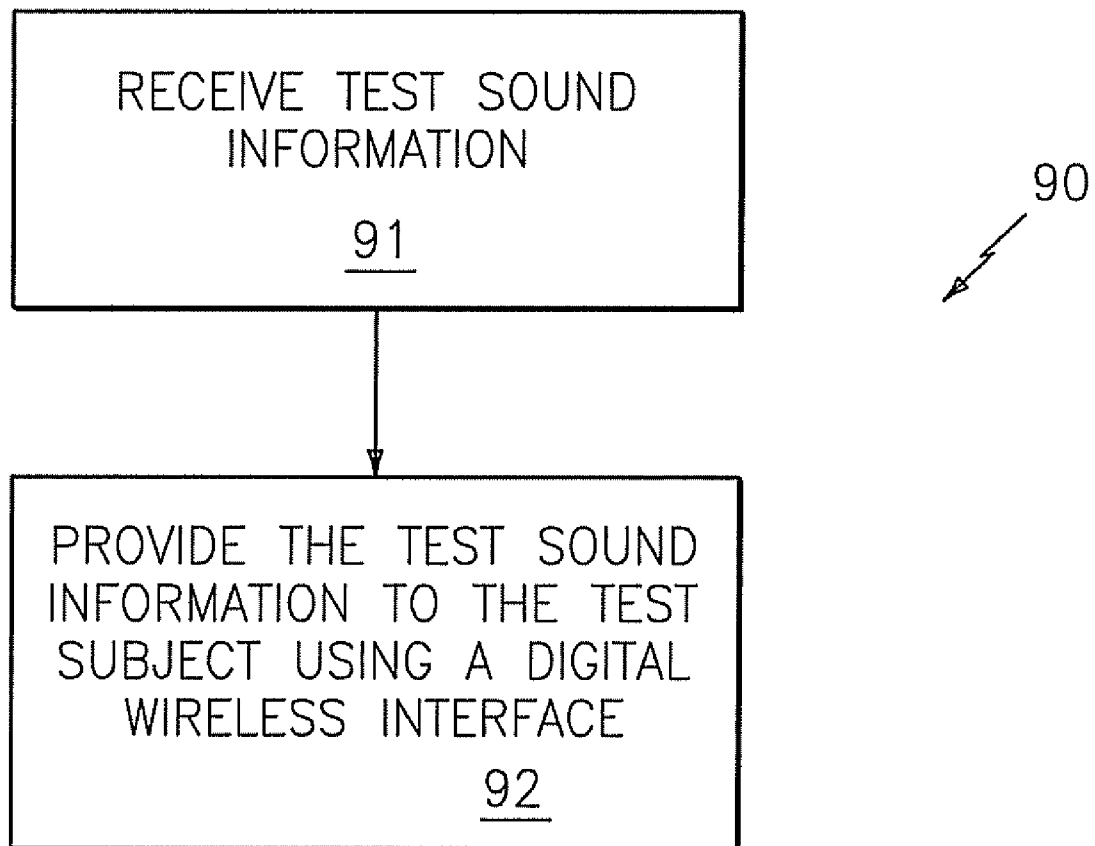 RECEIVE TEST SOUND
INFORMATION
91
90
PROVIDE THE TEST SOUND
INFORMATION TO THE TEST
SUBJECT USING A DIGITAL
WIRELESS INTERFACE
92